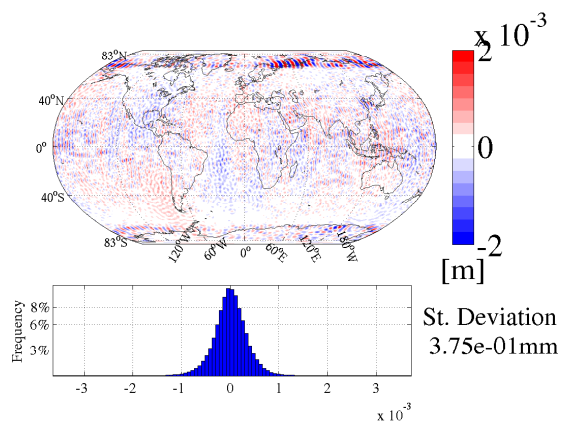 x 10⁻³
2
0
-2
[m]
83°N
40°N
0°
40°S
83°S
120°W
60°W
0°
60°E
120°E
180°W
Frequency
8%
6%
3%
-3 -2 -1 0 1 2 3
x 10⁻³
St. Deviation
3.75e-01mm